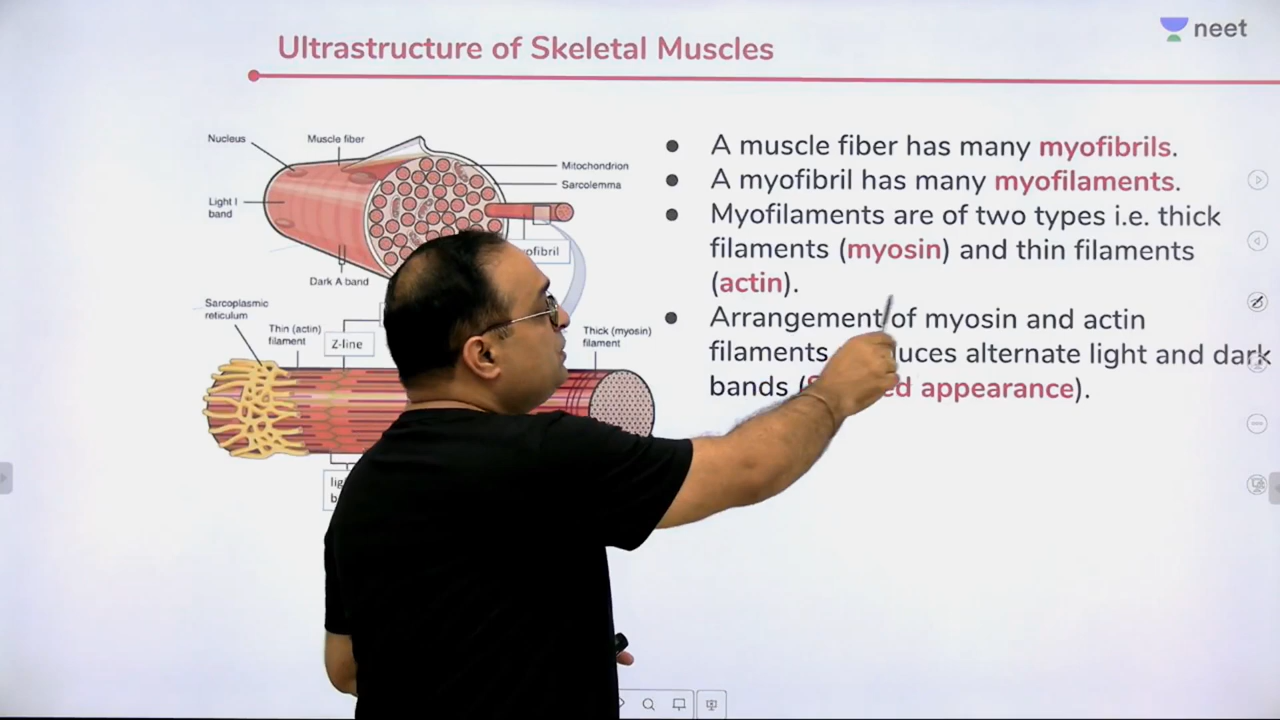 Ultrastructure of Skeletal Muscles
neet
Nucleus
Muscle fiber
Mitochondrion
Sarcolemma
Light I
band
Dark A band
Sarcoplasmic
reticulum
Thin (actin)
filament
Z-line
Thick (myosin)
filament
A muscle fiber has many myofibrils.
A myofibril has many myofilaments.
Myofilaments are of two types i.e. thick
filaments (myosin) and thin filaments
(actin).
Arrangement of myosin and actin
filaments alternate light and dark
bands ( appearance).